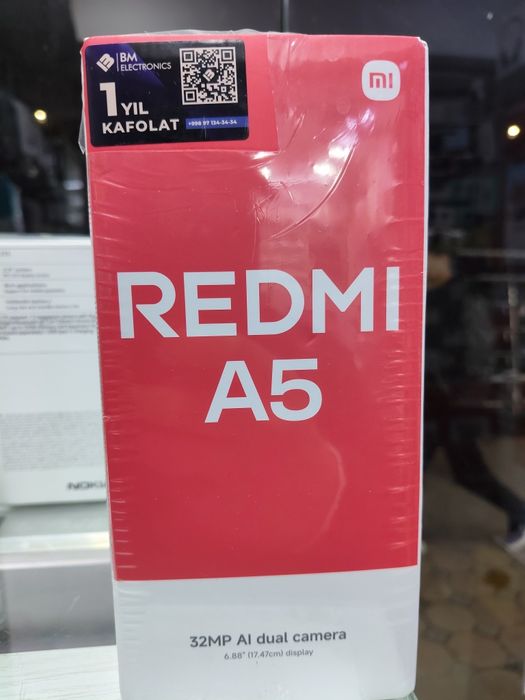 BM
ELECTRONICS
1 YIL
KAFOLAT
+998 97 134-34-34
mi
REDMI
A5
32MP AI dual camera
6.88" (17.47cm) display